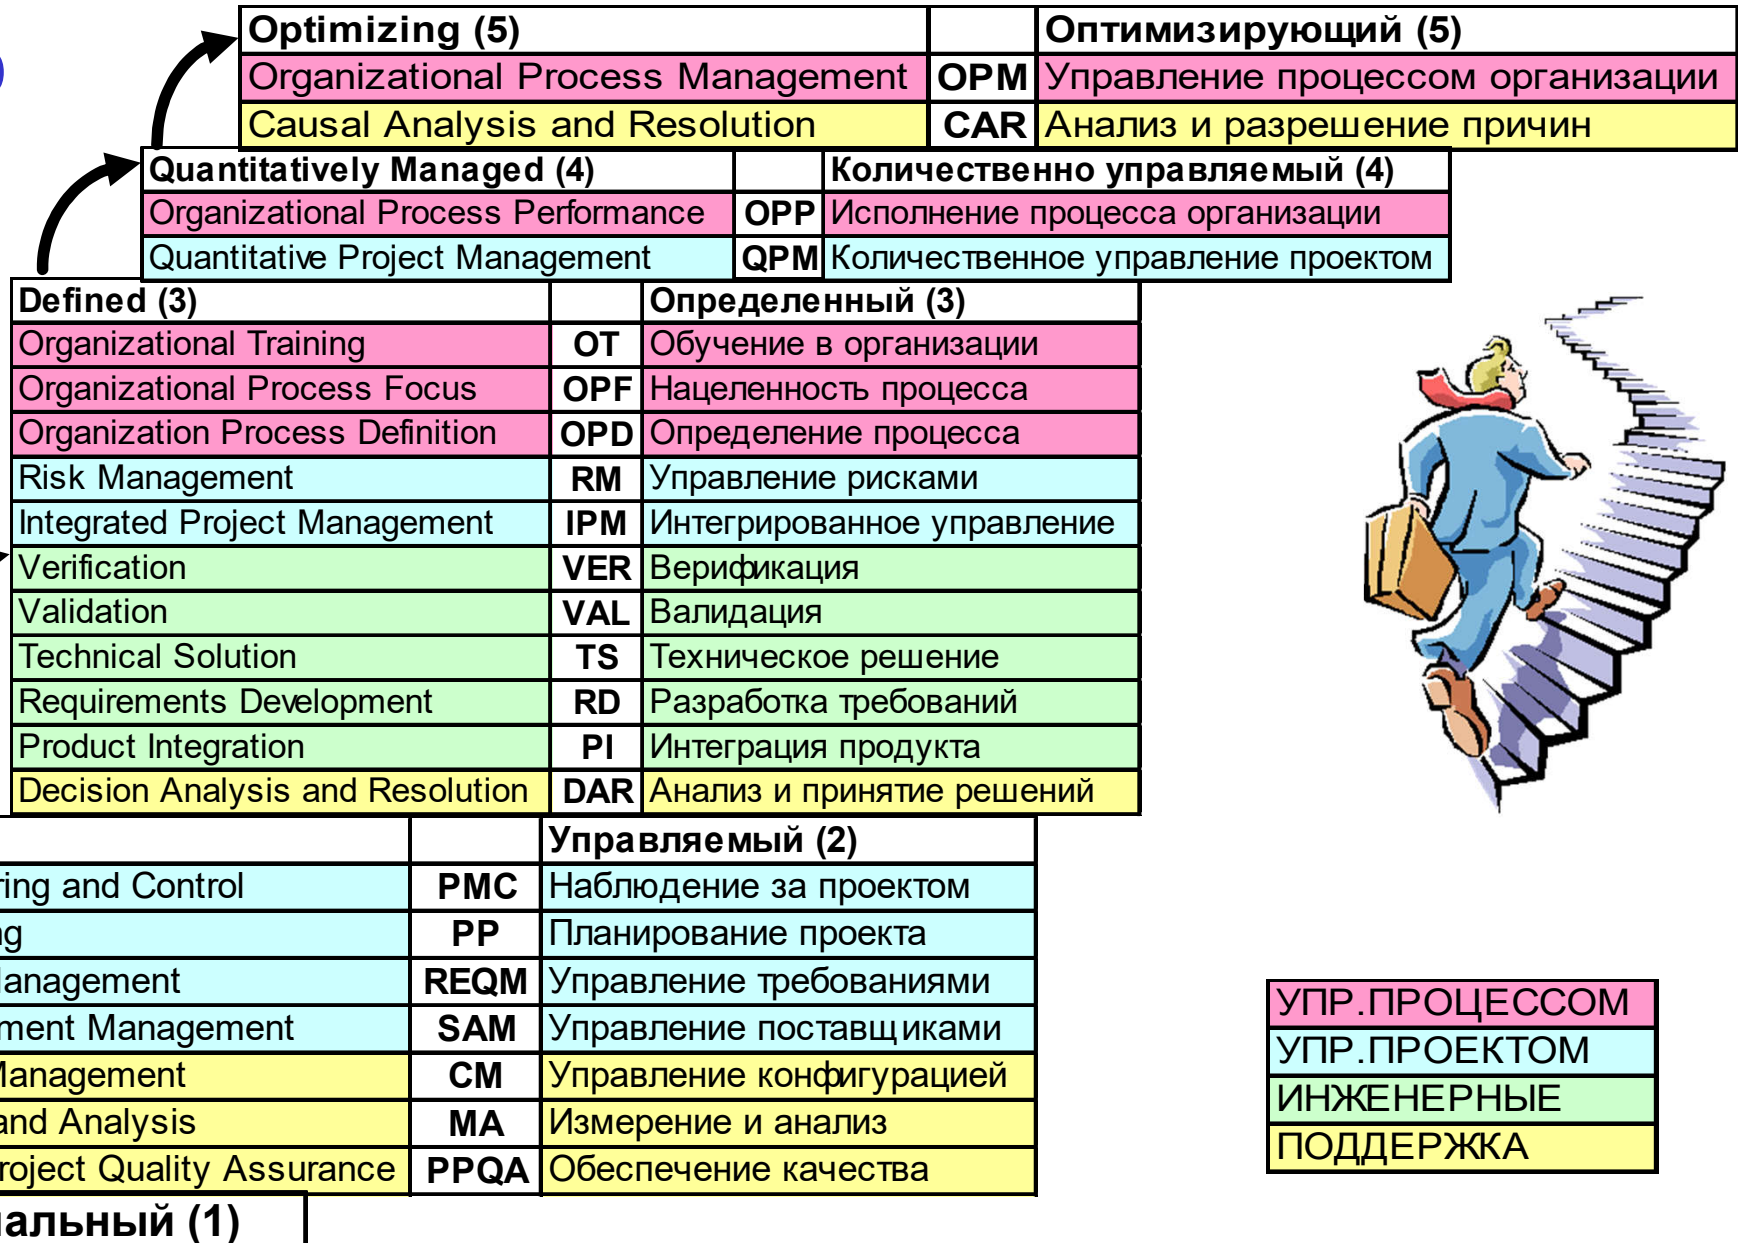 Optimizing (5) Оптимизирующий (5)
Organizational Process Management OPM Управление процессом организации
Causal Analysis and Resolution CAR Анализ и разрешение причин
Quantitatively Managed (4) Количественно управляемый (4)
Organizational Process Performance OPP Исполнение процесса организации
Quantitative Project Management QPM Количественное управление проектом
Defined (3) Определенный (3)
Organizational Training OT Обучение в организации
Organizational Process Focus OPF Нацеленность процесса
Organization Process Definition OPD Определение процесса
Risk Management RM Управление рисками
Integrated Project Management IPM Интегрированное управление
Verification VER Верификация
Validation VAL Валидация
Technical Solution TS Техническое решение
Requirements Development RD Разработка требований
Product Integration PI Интеграция продукта
Decision Analysis and Resolution DAR Анализ и принятие решений
Управляемый (2)
and Control PMC Наблюдение за проектом
PP Планирование проекта
REQM Управление требованиями
Management SAM Управление поставщиками
CM Управление конфигурацией
and Analysis MA Измерение и анализ
Quality Assurance PPQA Обеспечение качества
(1)
УПР.ПРОЦЕССОМ
УПР.ПРОЕКТОМ
ИНЖЕНЕРНЫЕ
ПОДДЕРЖКА